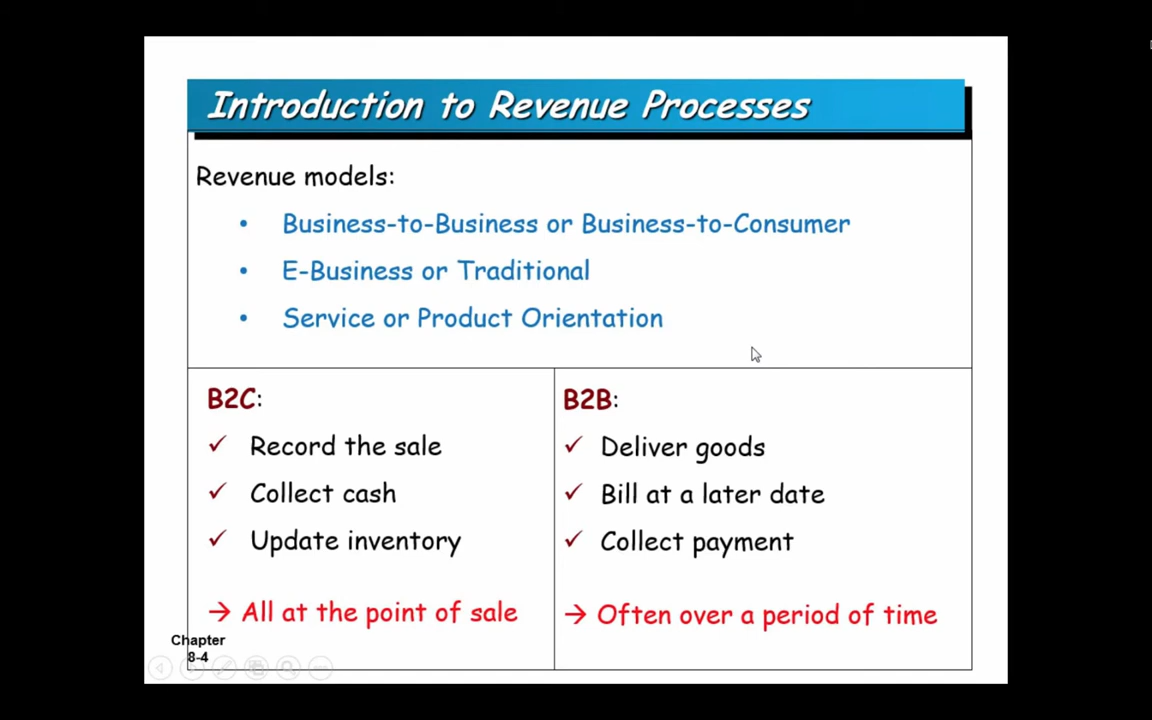 Introduction to Revenue Processes
Revenue models:
• Business-to-Business or Business-to-Consumer
• E-Business or Traditional
• Service or Product Orientation
B2C:
✓ Record the sale
✓ Collect cash
✓ Update inventory
→ All at the point of sale
B2B:
✓ Deliver goods
✓ Bill at a later date
✓ Collect payment
→ Often over a period of time
Chapter
8-4